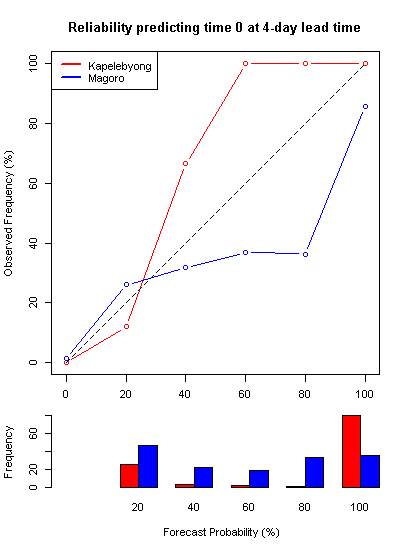 Reliability predicting time 0 at 4-day lead time
Kapelebyong
Magoro
Observed Frequency (%)
100
80
60
40
20
0
0 20 40 60 80 100
Frequency
60
20
0
20 40 60 80 100
Forecast Probability (%)